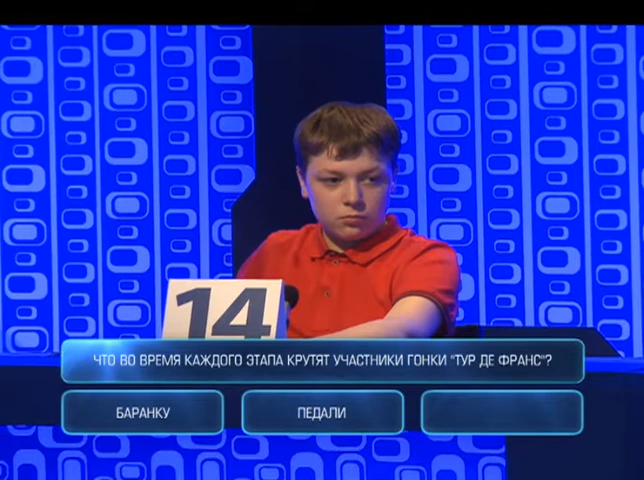 14
ЧТО ВО ВРЕМЯ КАЖДОГО ЭТАПА КРУТЯТ УЧАСТНИКИ ГОНКИ "ТУР ДЕ ФРАНС"?
БАРАНКУ
ПЕДАЛИ